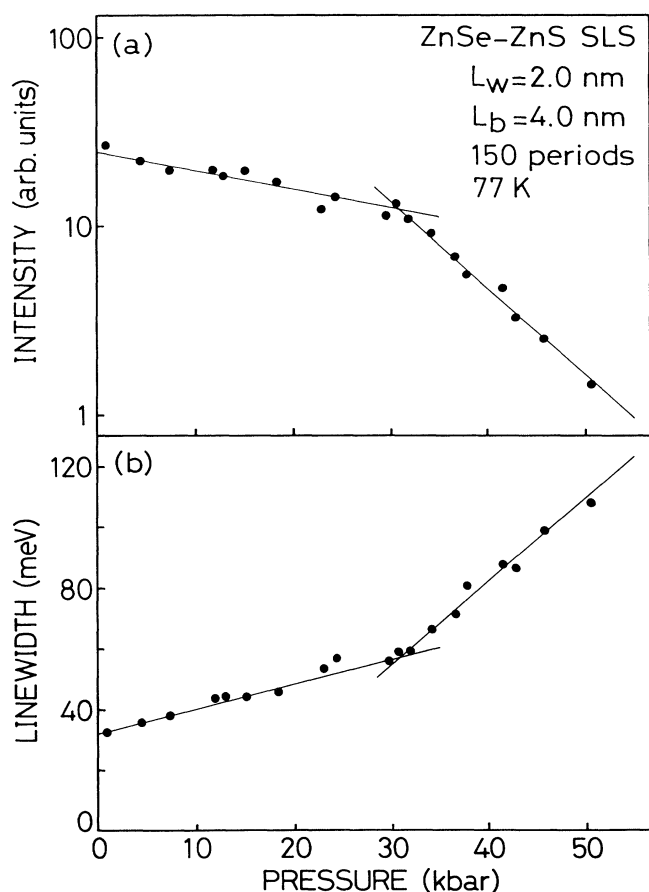 100
(a)
ZnSe-ZnS SLS
Lw=2.0 nm
Lb=4.0 nm
150 periods
77 K
10
1
INTENSITY (arb. units)
(b)
120
80
40
0
LINEWIDTH (meV)
0 10 20 30 40 50
PRESSURE (kbar)